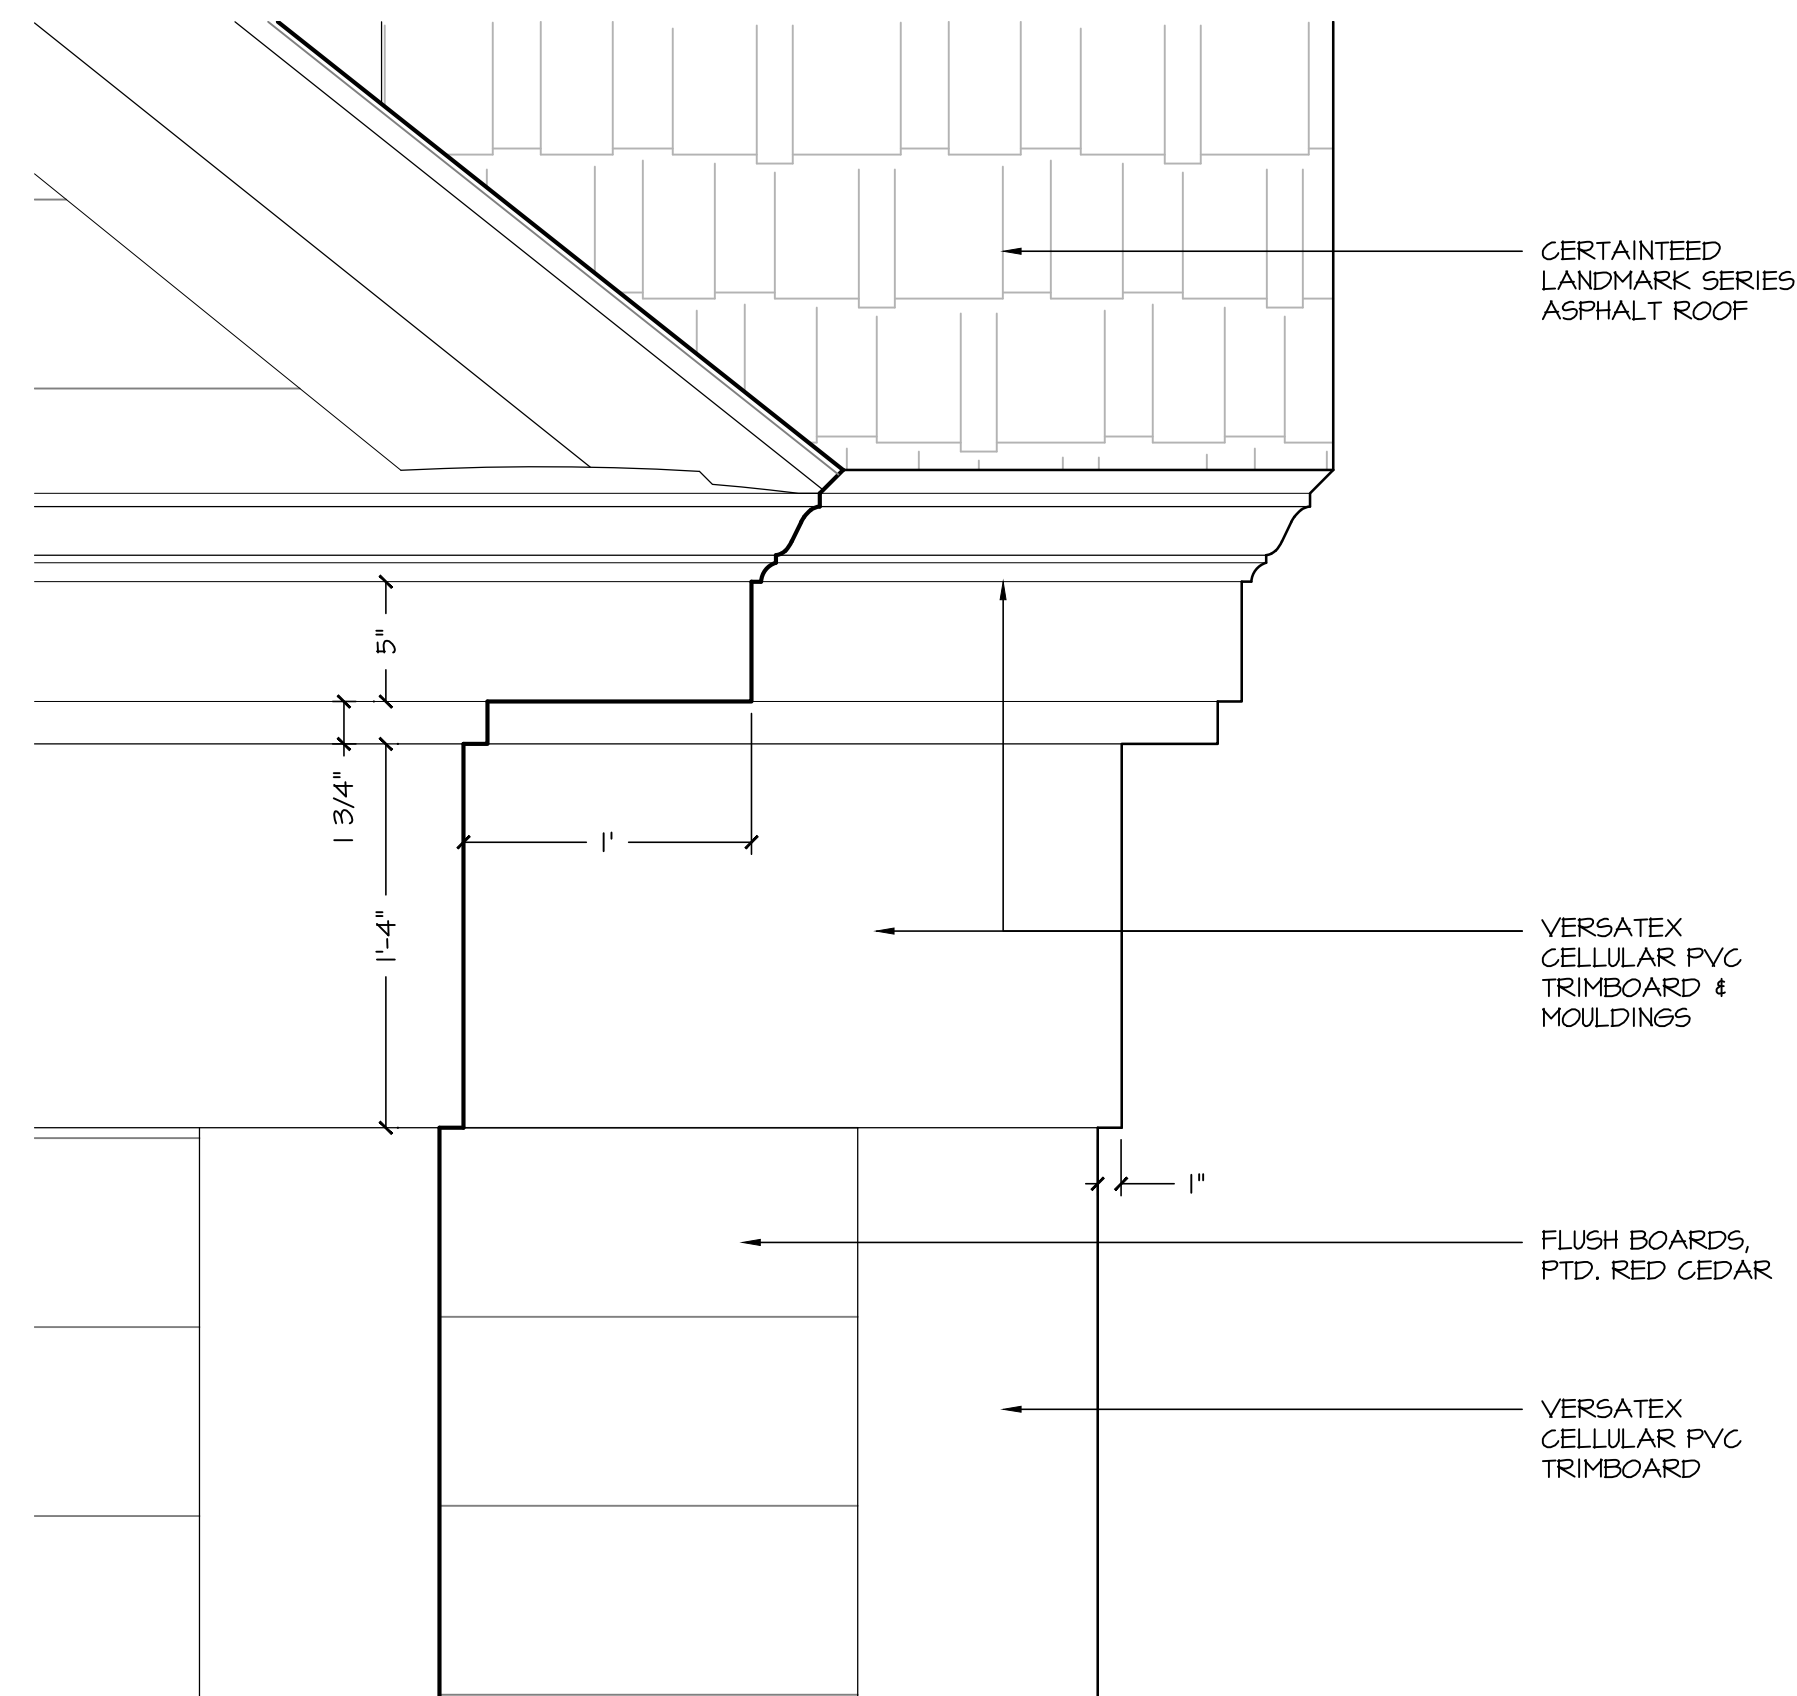 CERTAINTEED
LANDMARK SERIES
ASPHALT ROOF
5"
1 3/4"
1'
1'-4"
VERSATEX
CELLULAR PVC
TRIMBOARD &
MOULDINGS
1"
FLUSH BOARDS,
PTD. RED CEDAR
VERSATEX
CELLULAR PVC
TRIMBOARD